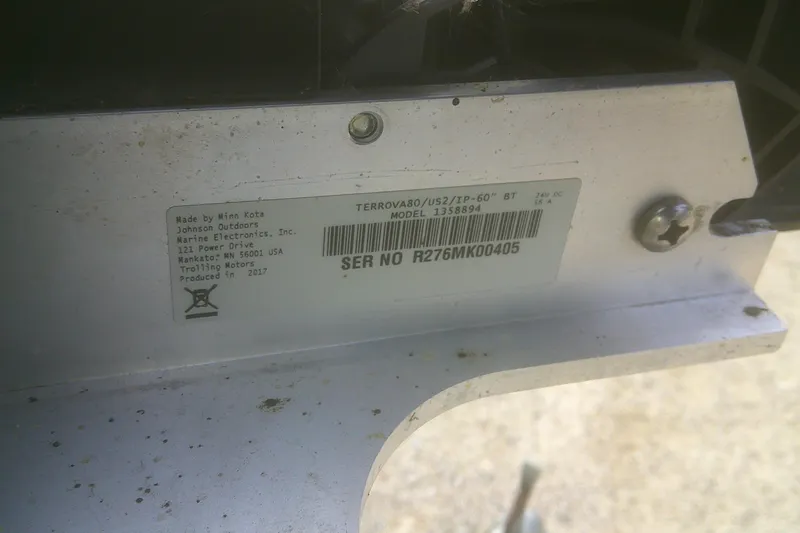 Made by Minn Kota
Johnson Outdoors
Marine Electronics, Inc.
121 Power Drive
Mankato, MN 56001 USA
Trolling Motors
Produced in 2017
TERROVA80/US2/IP-60" BT
24V DC
MODEL 1358894
SER NO R276MK00405